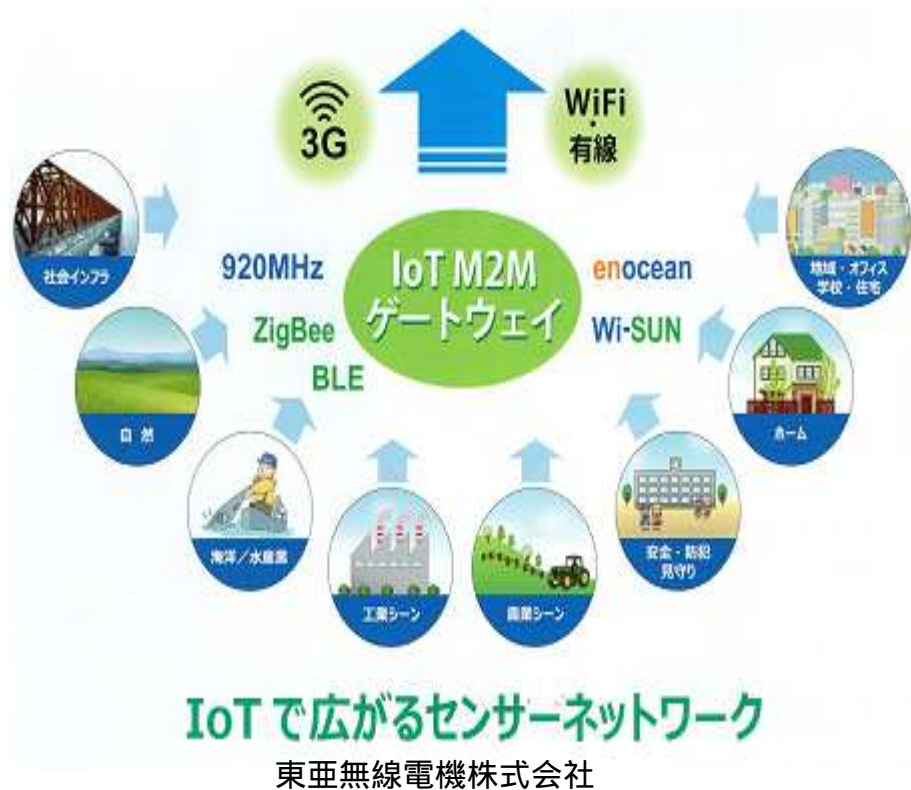 3G
WiFi
・
有線
社会インフラ
920MHz
IoT M2M
ゲートウェイ
enocean
地域・オフィス
学校・住宅
ZigBee
Wi-SUN
BLE
自然
ホーム
海洋／水産業
安全・防犯
見守り
工業シーン
農業シーン
IoTで広がるセンサーネットワーク
東亜無線電機株式会社